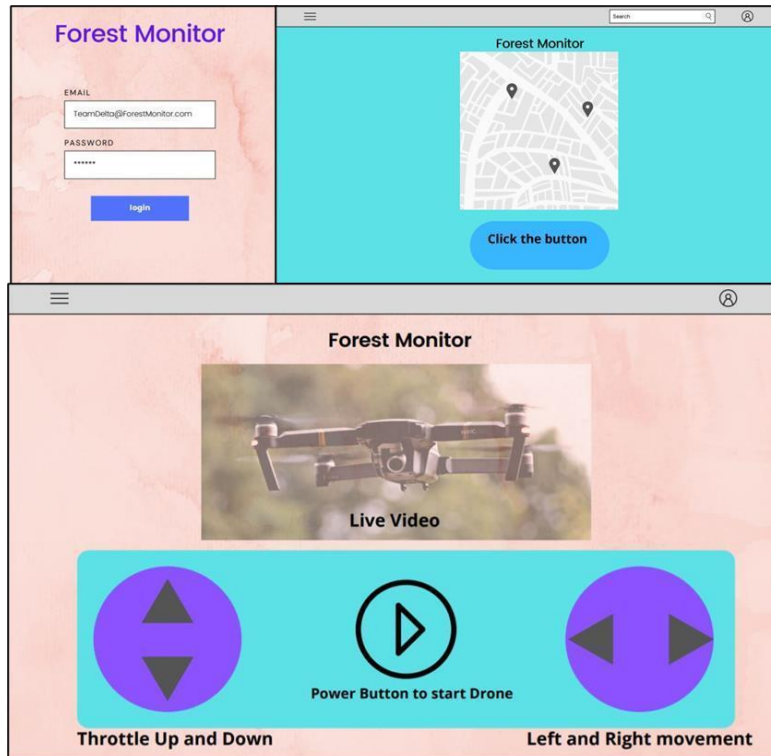 Forest Monitor
EMAIL
TeamDelta@ForestMonitor.com
PASSWORD
******
login
Search
Forest Monitor
Click the button
Forest Monitor
Live Video
Power Button to start Drone
Throttle Up and Down
Left and Right movement